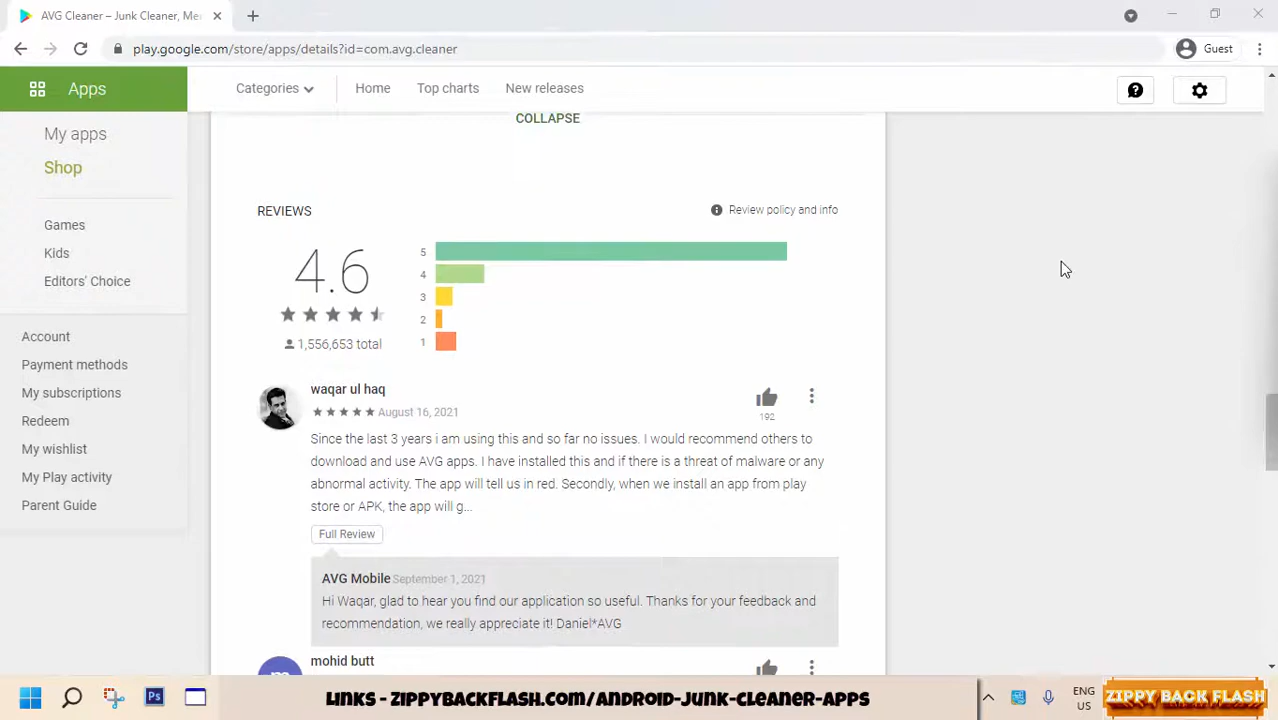 AVG Cleaner – Junk Cleaner, Me
play.google.com/store/apps/details?id=com.avg.cleaner
Guest
Apps
Categories
Home
Top charts
New releases
My apps
Shop
Games
Kids
Editors' Choice
Account
Payment methods
My subscriptions
Redeem
My wishlist
My Play activity
Parent Guide
COLLAPSE
REVIEWS
Review policy and info
4.6
1,556,653 total
5
4
3
2
1
waqar ul haq
August 16, 2021
192
Since the last 3 years i am using this and so far no issues. I would recommend others to
download and use AVG apps. I have installed this and if there is a threat of malware or any
abnormal activity. The app will tell us in red. Secondly, when we install an app from play
store or APK, the app will g...
Full Review
AVG Mobile September 1, 2021
Hi Waqar, glad to hear you find our application so useful. Thanks for your feedback and
recommendation, we really appreciate it! Daniel*AVG
mohid butt
Ps
LINKS - ZIPPYBACKFLASH.COM/ANDROID-JUNK-CLEANER-APPS
ENG
US
ZIPPY BACK FLASH